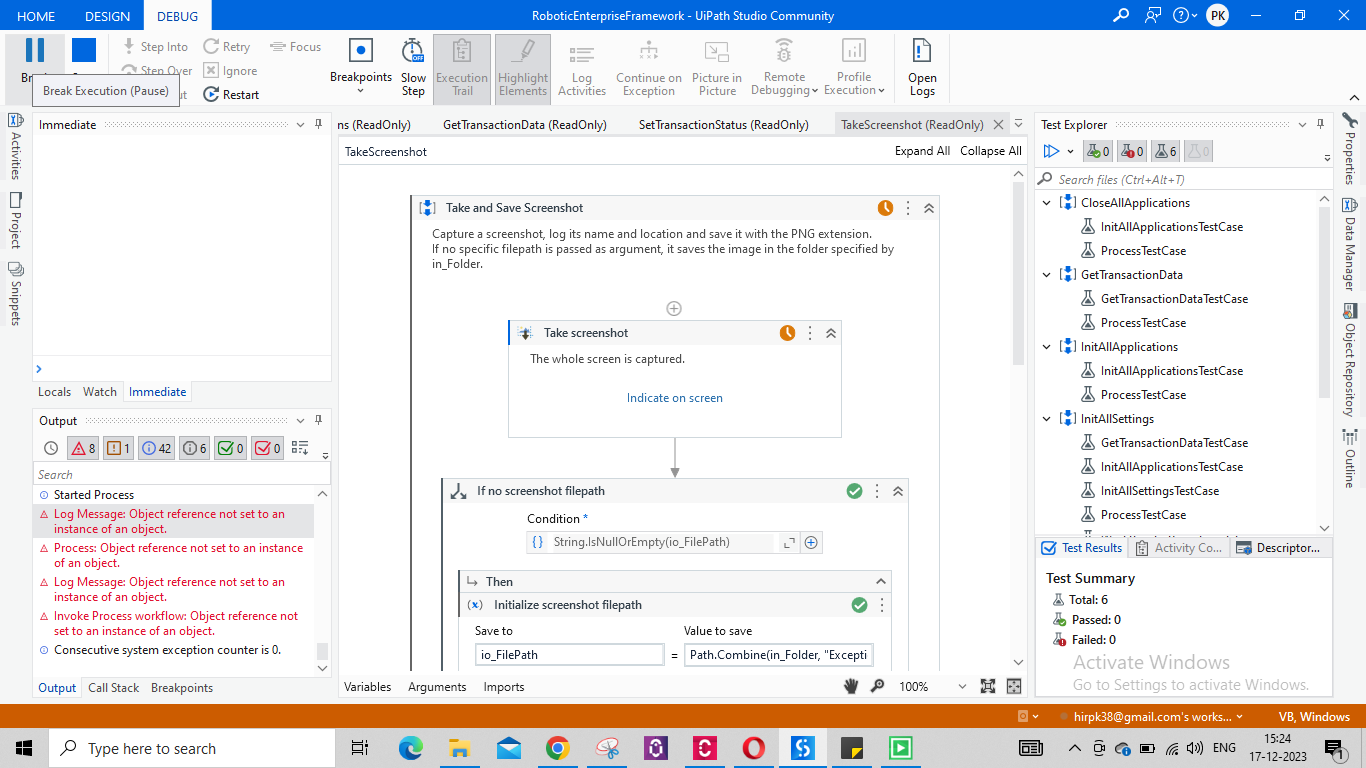 HOME
DESIGN
DEBUG
RoboticEnterpriseFramework - UiPath Studio Community
PK
Step Into
Retry
Focus
Step Over
Ignore
Restart
Break Execution (Pause)
Breakpoints
Slow Step
OFF
Execution Trail
Highlight Elements
Log Activities
Continue on Exception
Picture in Picture
Remote Debugging
Profile Execution
Open Logs
Activities
Project
Snippets
Immediate
Locals
Watch
Immediate
Output
8
1
42
6
0
0
Search
Started Process
Log Message: Object reference not set to an
instance of an object.
Process: Object reference not set to an instance
of an object.
Log Message: Object reference not set to an
instance of an object.
Invoke Process workflow: Object reference not
set to an instance of an object.
Consecutive system exception counter is 0.
Output
Call Stack
Breakpoints
ns (ReadOnly)
GetTransactionData (ReadOnly)
SetTransactionStatus (ReadOnly)
TakeScreenshot (ReadOnly)
TakeScreenshot
Expand All
Collapse All
Take and Save Screenshot
Capture a screenshot, log its name and location and save it with the PNG extension.
If no specific filepath is passed as argument, it saves the image in the folder specified by
in_Folder.
Take screenshot
The whole screen is captured.
Indicate on screen
If no screenshot filepath
Condition *
String.IsNullOrEmpty(io_FilePath)
Then
Initialize screenshot filepath
Save to
Value to save
io_FilePath
=
Path.Combine(in_Folder, "Excepti
Variables
Arguments
Imports
100%
Test Explorer
0
0
6
0
Search files (Ctrl+Alt+T)
CloseAllApplications
InitAllApplicationsTestCase
ProcessTestCase
GetTransactionData
GetTransactionDataTestCase
ProcessTestCase
InitAllApplications
InitAllApplicationsTestCase
ProcessTestCase
InitAllSettings
GetTransactionDataTestCase
InitAllApplicationsTestCase
InitAllSettingsTestCase
ProcessTestCase
Test Results
Activity Co...
Descriptor...
Test Summary
Total: 6
Passed: 0
Failed: 0
Activate Windows
Go to Settings to activate Windows.
Properties
Data Manager
Object Repository
Outline
hirpk38@gmail.com's works...
VB, Windows
Type here to search
ENG
15:24
17-12-2023
1